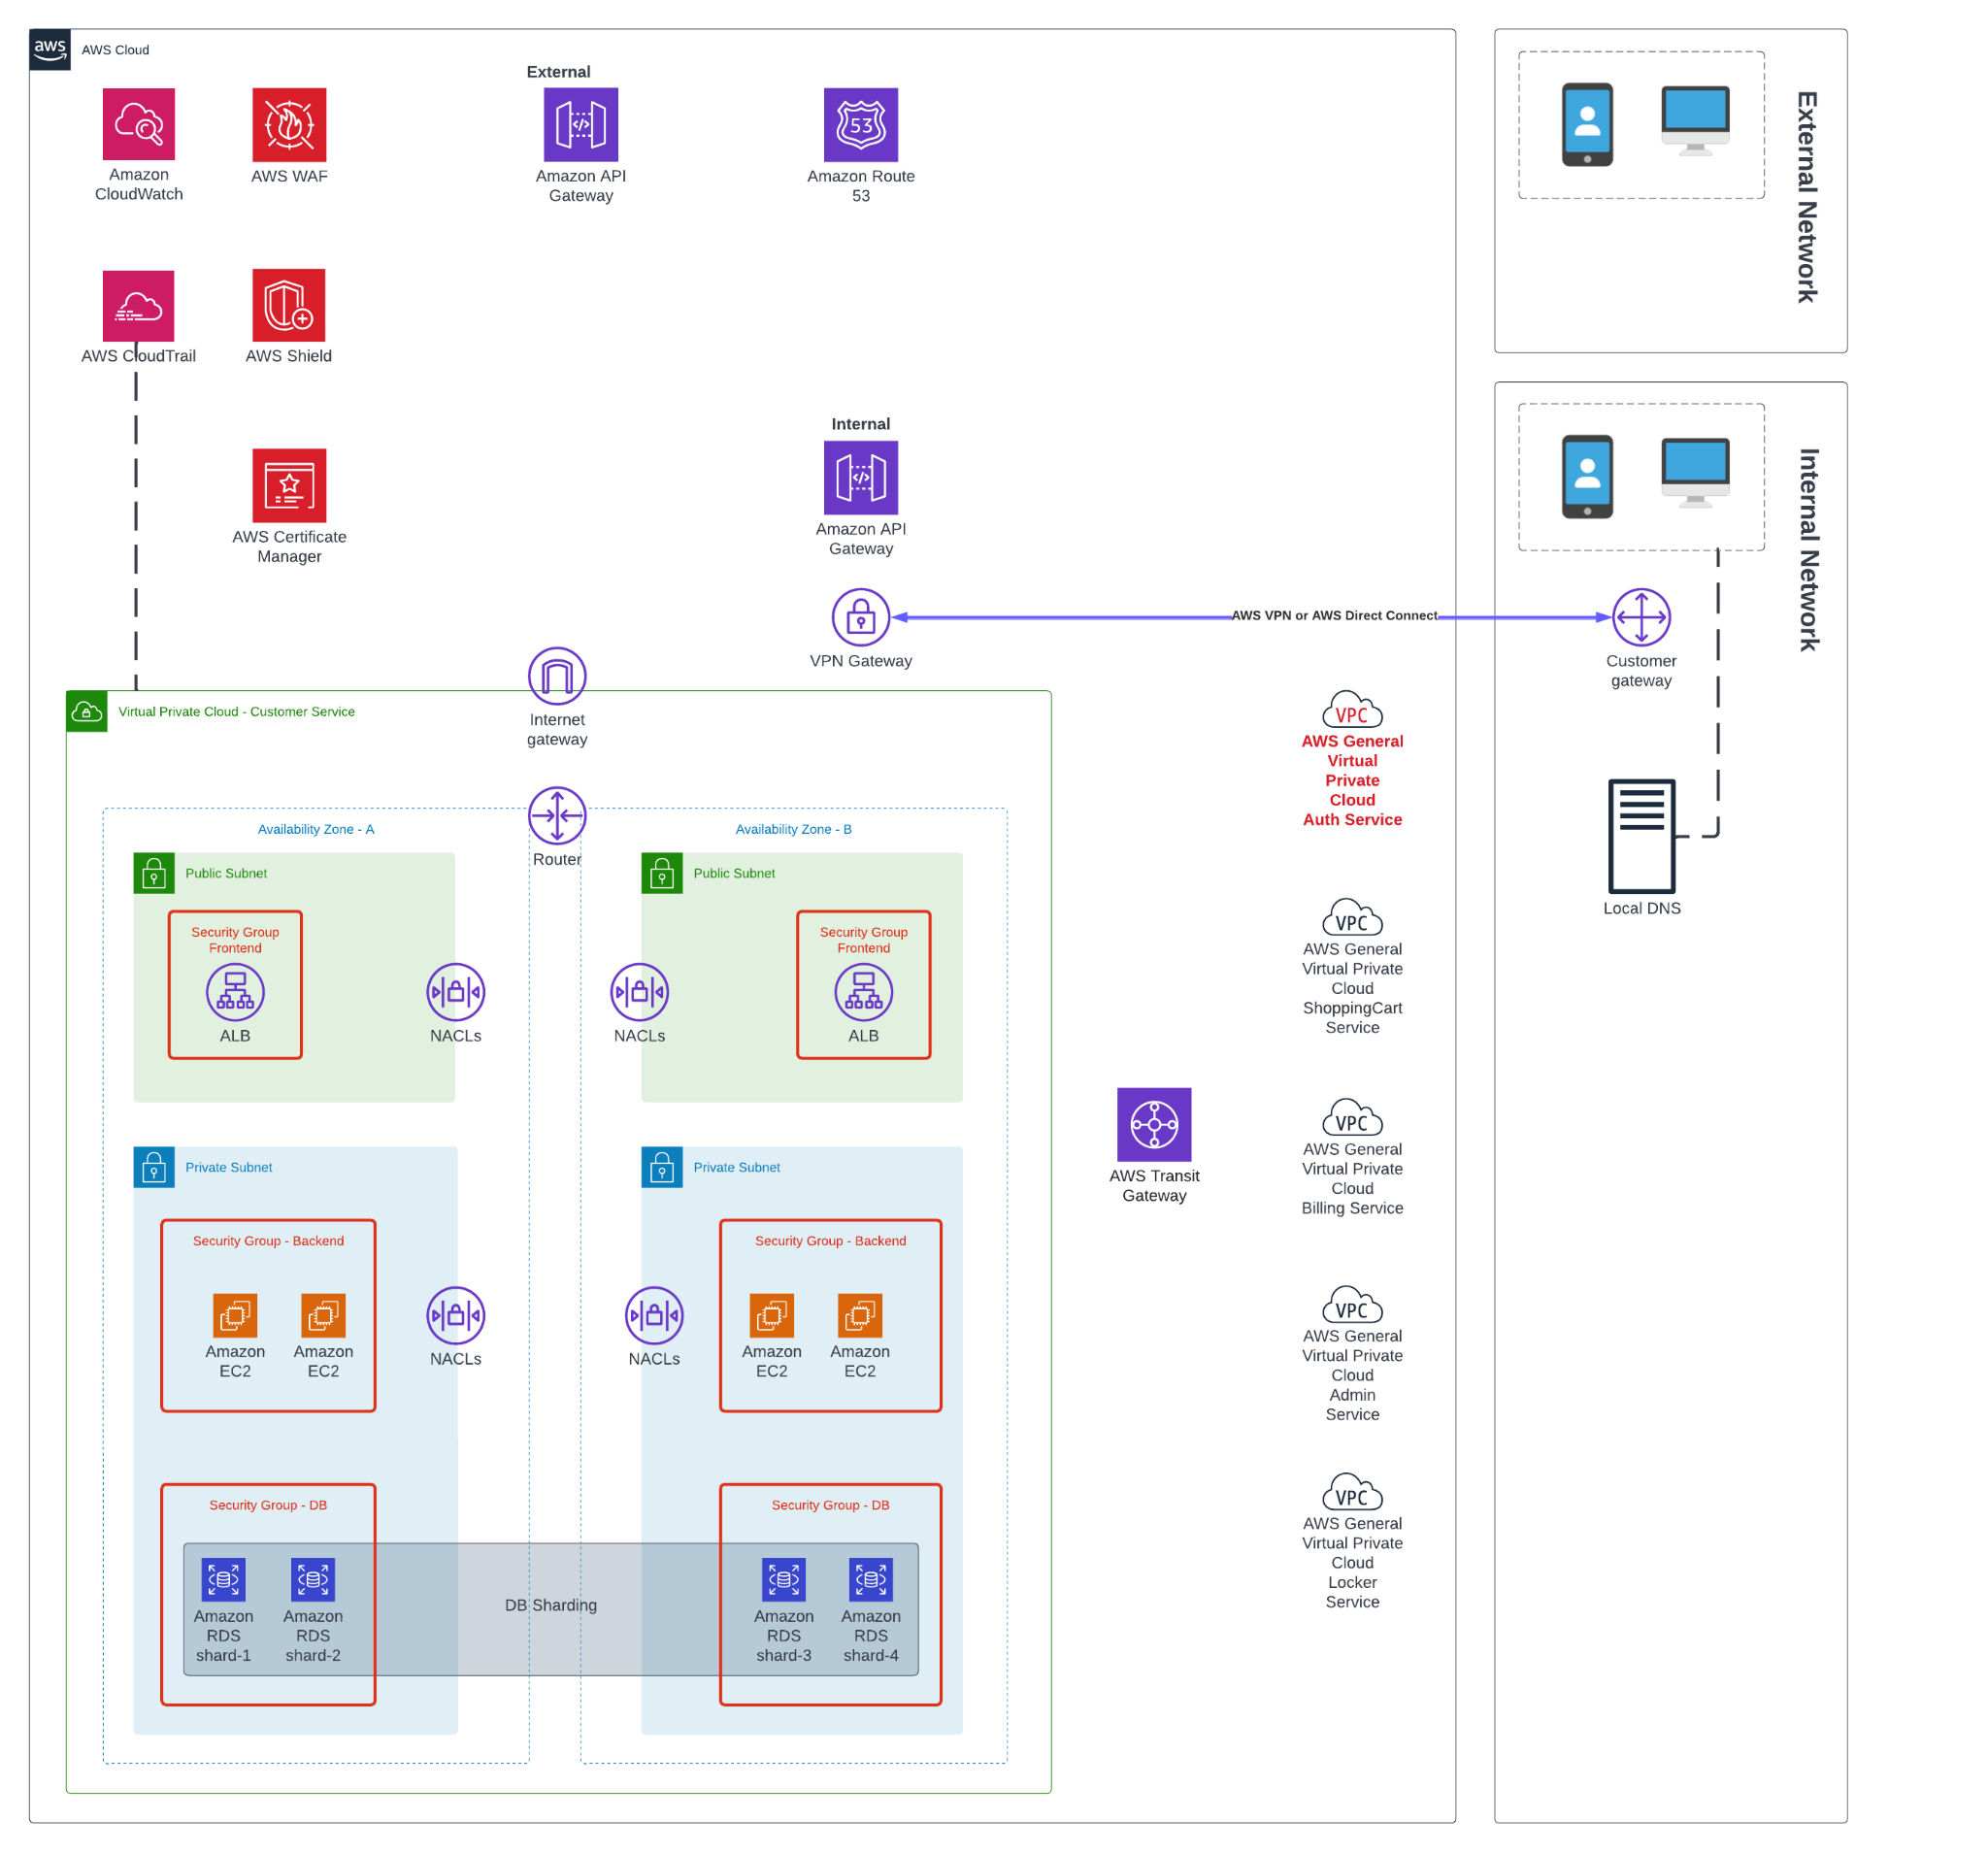 aws
AWS Cloud
Amazon
CloudWatch
AWS WAF
External
Amazon API
Gateway
53
Amazon Route
53
External Network
AWS CloudTrail
AWS Shield
AWS Certificate
Manager
Internal
Amazon API
Gateway
Internal Network
VPN Gateway
AWS VPN or AWS Direct Connect
Customer
gateway
Local DNS
Virtual Private Cloud - Customer Service
Internet
gateway
Router
Availability Zone - A
Public Subnet
Security Group
Frontend
ALB
NACLs
Availability Zone - B
Public Subnet
NACLs
Security Group
Frontend
ALB
Private Subnet
Security Group - Backend
Amazon
EC2
Amazon
EC2
NACLs
Private Subnet
NACLs
Security Group - Backend
Amazon
EC2
Amazon
EC2
Security Group - DB
Amazon
RDS
shard-1
Amazon
RDS
shard-2
DB Sharding
Security Group - DB
Amazon
RDS
shard-3
Amazon
RDS
shard-4
AWS Transit
Gateway
VPC
AWS General
Virtual
Private
Cloud
Auth Service
VPC
AWS General
Virtual Private
Cloud
ShoppingCart
Service
VPC
AWS General
Virtual Private
Cloud
Billing Service
VPC
AWS General
Virtual Private
Cloud
Admin
Service
VPC
AWS General
Virtual Private
Cloud
Locker
Service